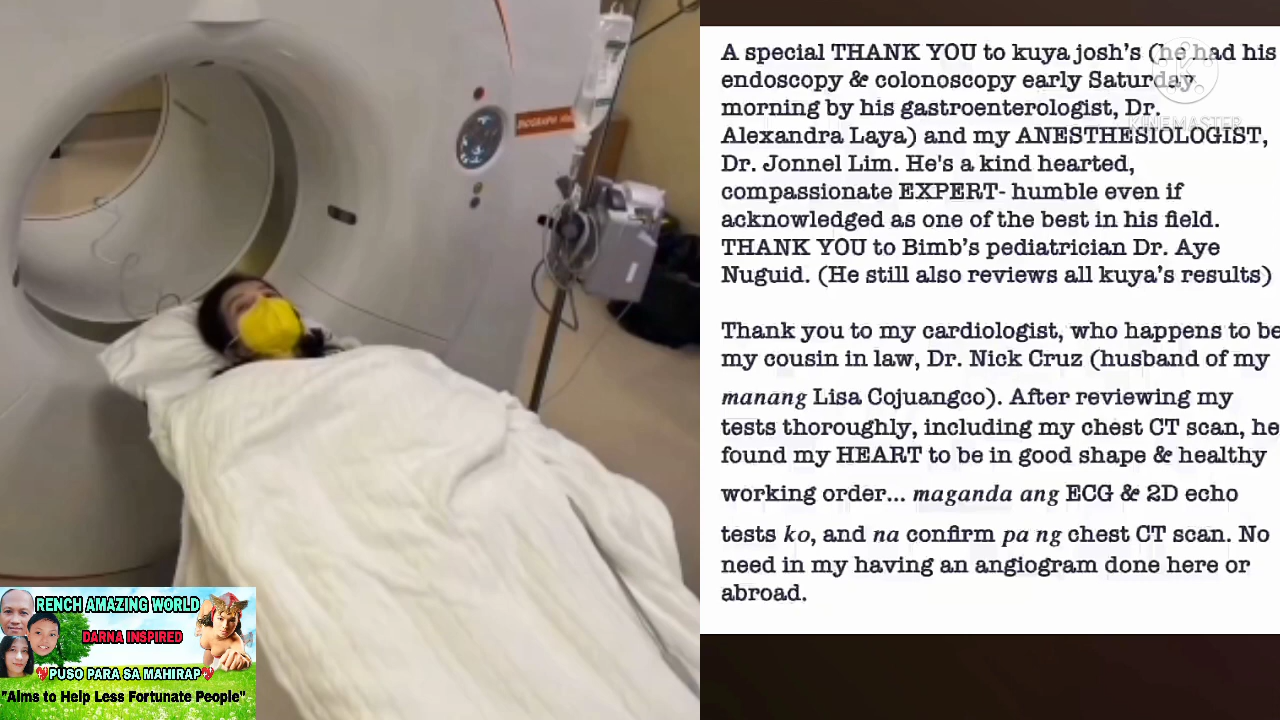 A special THANK YOU to kuya josh's (he had his
endoscopy & colonoscopy early Saturday
morning by his gastroenterologist, Dr.
Alexandra Laya) and my ANESTHESIOLOGIST,
Dr. Jonnel Lim. He's a kind hearted,
compassionate EXPERT- humble even if
acknowledged as one of the best in his field.
THANK YOU to Bimb's pediatrician Dr. Aye
Nuguid. (He still also reviews all kuya's results)
Thank you to my cardiologist, who happens to be
my cousin in law, Dr. Nick Cruz (husband of my
manang Lisa Cojuangco). After reviewing my
tests thoroughly, including my chest CT scan, he
found my HEART to be in good shape & healthy
working order... maganda ang ECG & 2D echo
tests ko, and na confirm pa ng chest CT scan. No
need in my having an angiogram done here or
abroad.
KINEMASTER
BIOGRAPH
RENCH AMAZING WORLD
DARNA INSPIRED
PUSO PARA SA MAHIRAP
"Aims to Help Less Fortunate People"